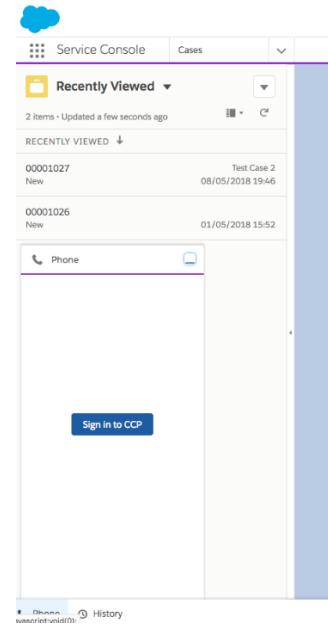 Service Console Cases
Recently Viewed
2 items • Updated a few seconds ago
RECENTLY VIEWED
00001027 Test Case 2
New 08/05/2018 19:46
00001026
New 01/05/2018 15:52
Phone
Sign in to CCP
Phone History
avascript:void(0);